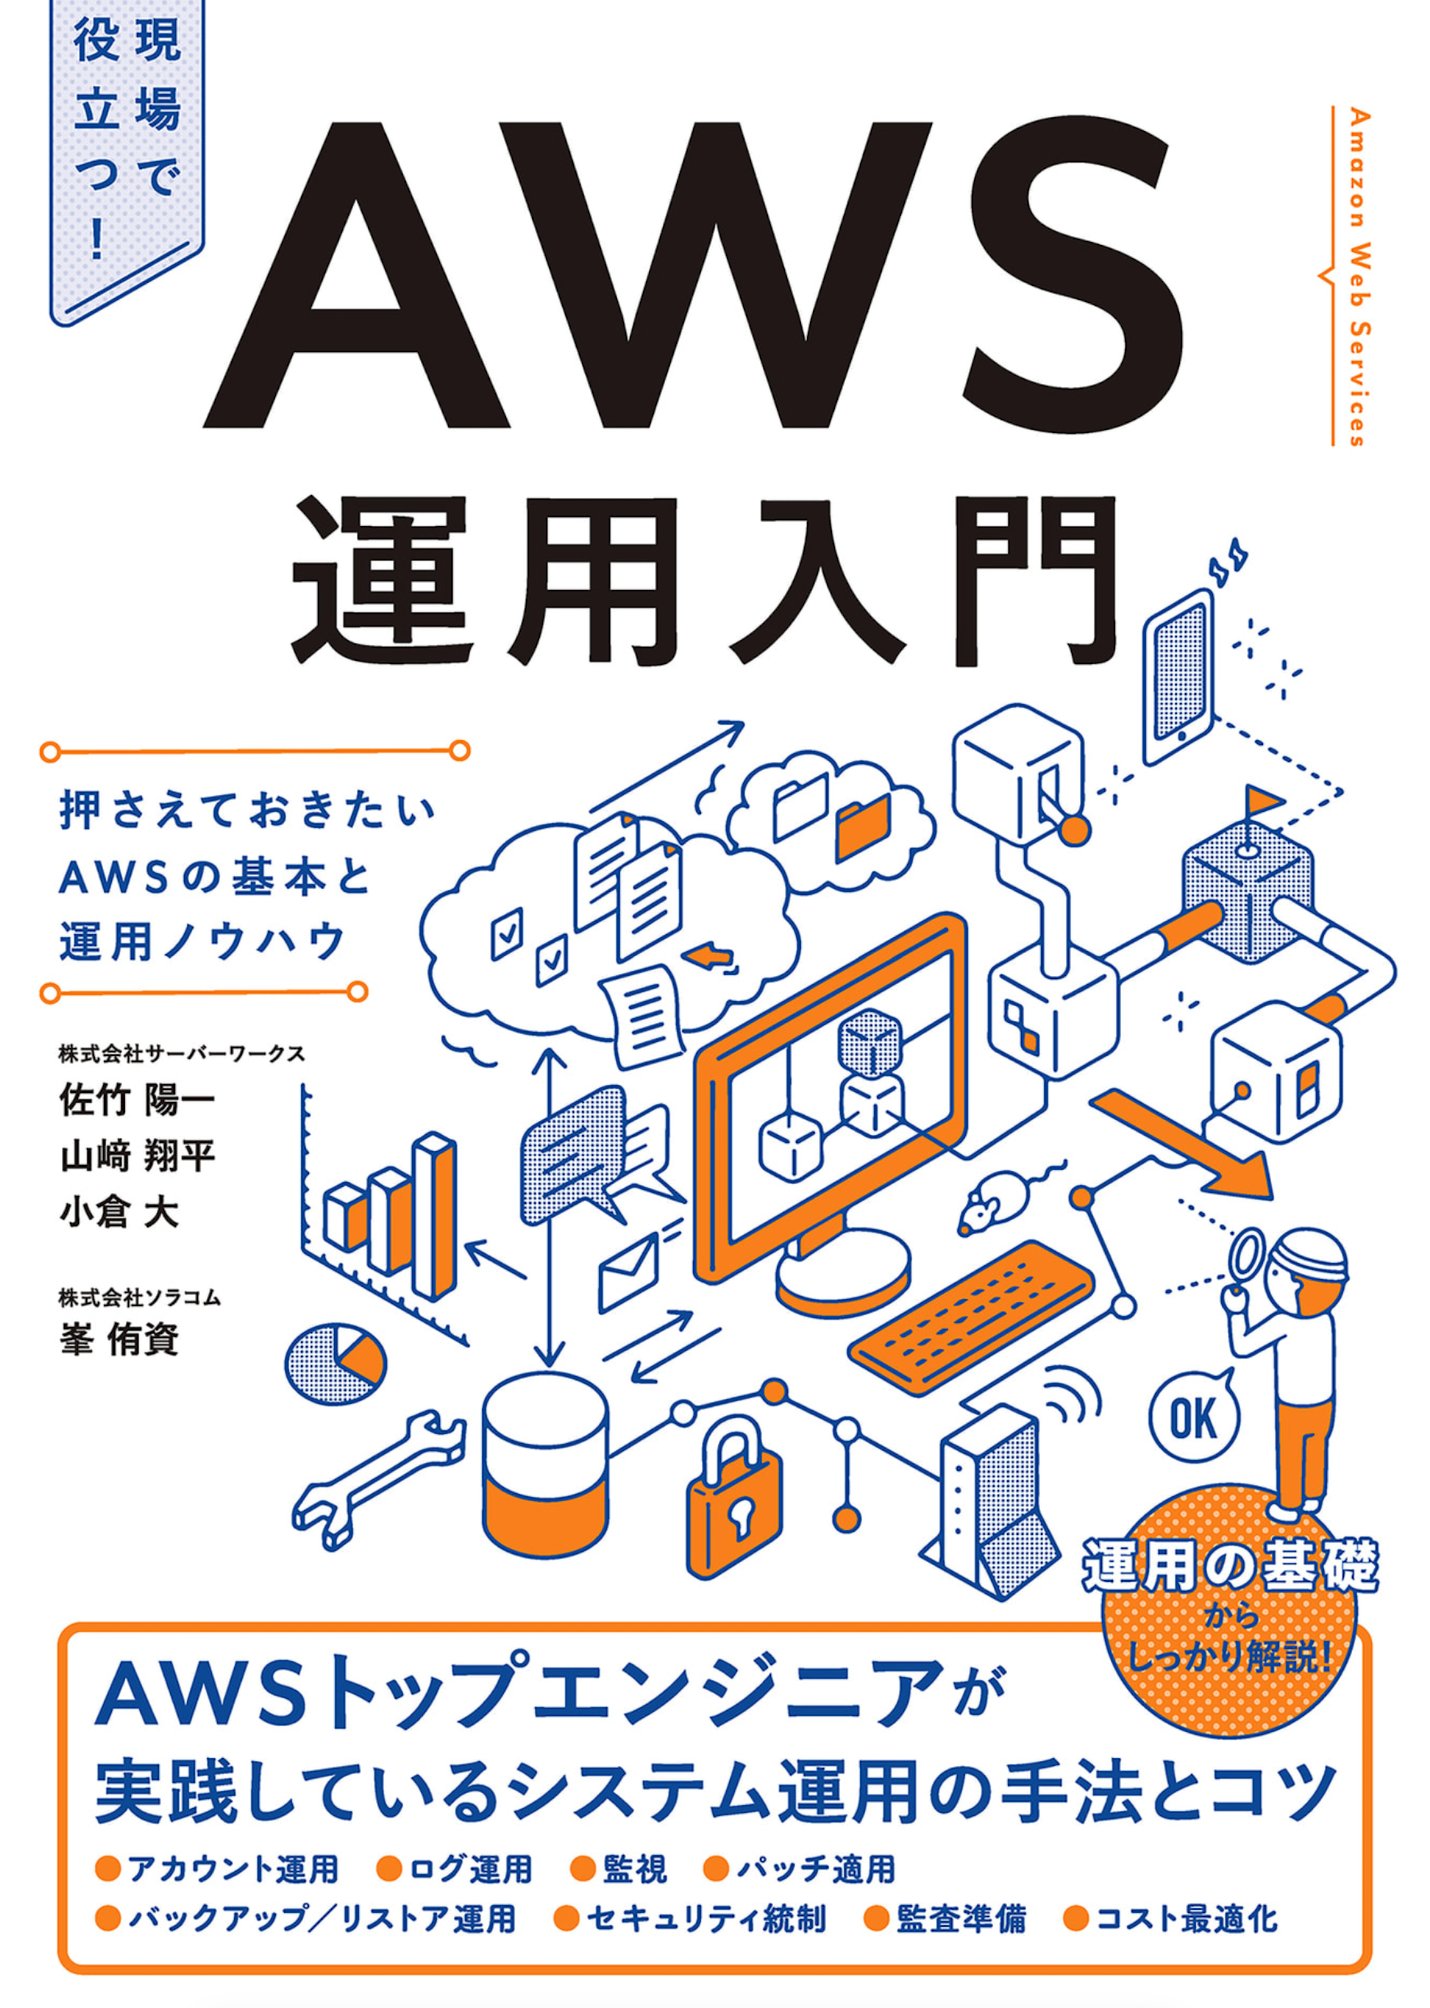 現場で
役立つ！
AWS
Amazon Web Services
運用入門
押さえておきたい
AWSの基本と
運用ノウハウ
株式会社サーバーワークス
佐竹 陽一
山﨑 翔平
小倉 大
株式会社ソラコム
峯 侑資
OK
運用の基礎
から
しっかり解説！
AWSトップエンジニアが
実践しているシステム運用の手法とコツ
●アカウント運用 ●ログ運用 ●監視 ●パッチ適用
●バックアップ／リストア運用 ●セキュリティ統制 ●監査準備 ●コスト最適化